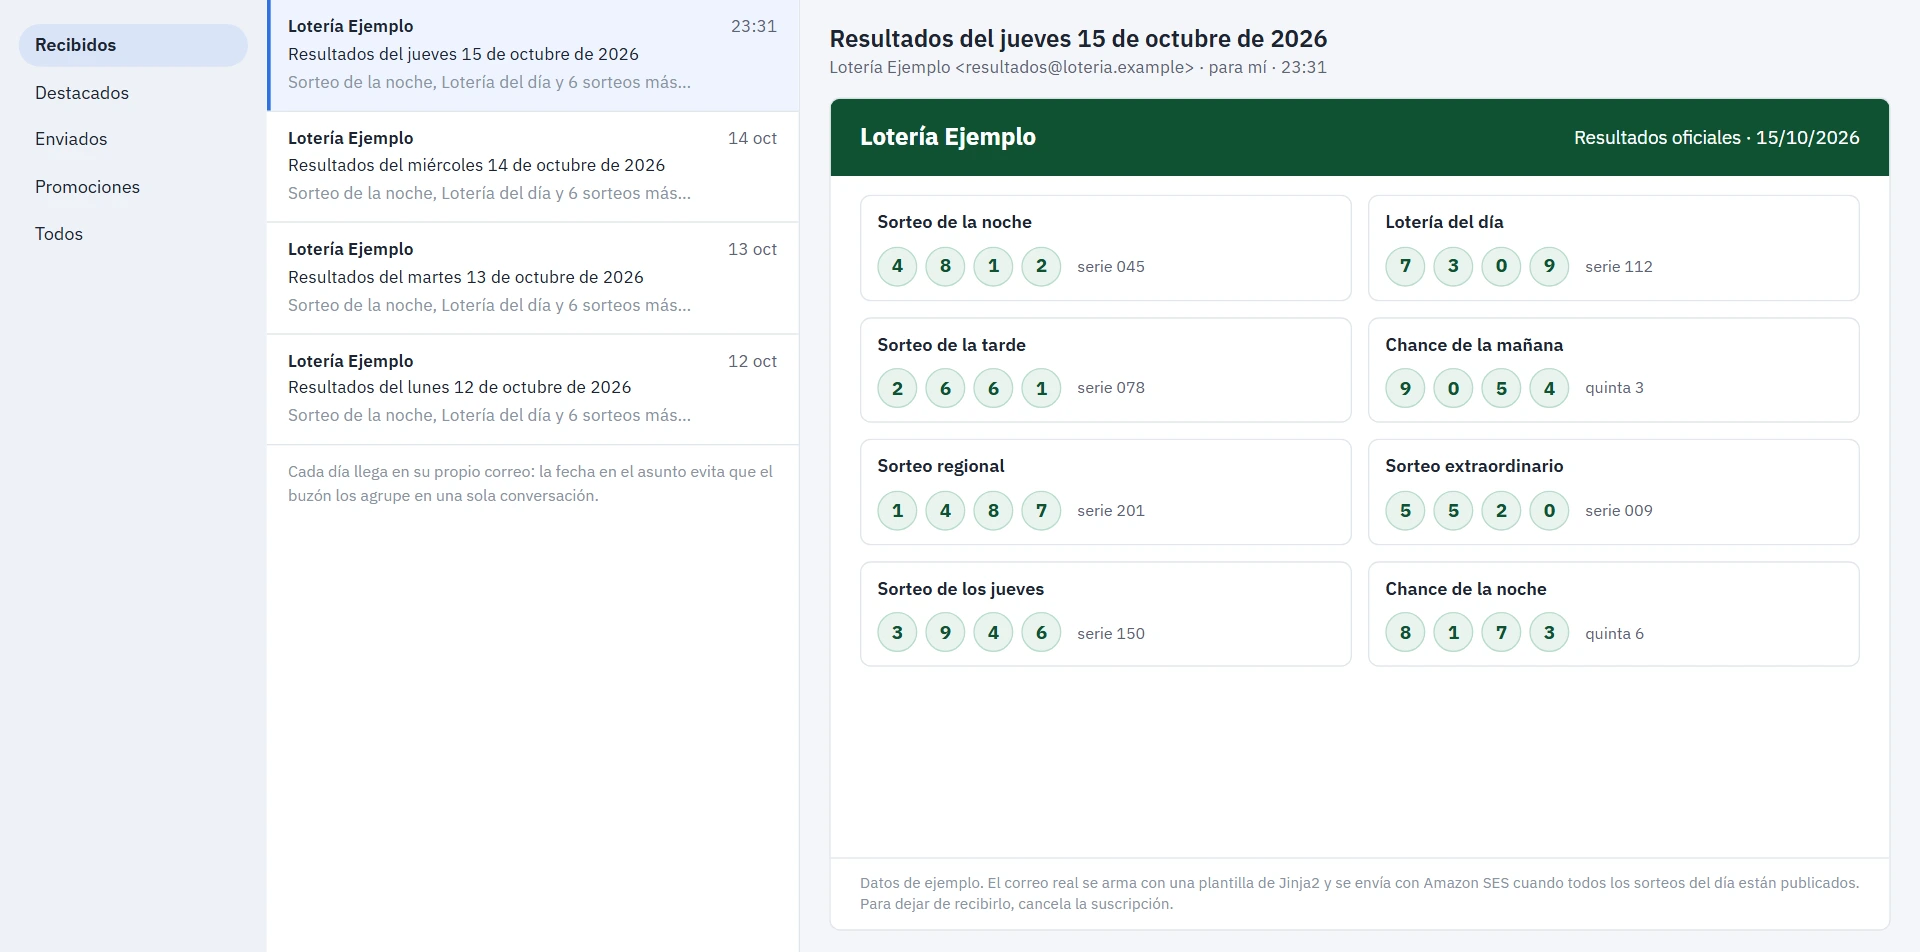 Recibidos
Destacados
Enviados
Promociones
Todos
Lotería Ejemplo 23:31
Resultados del jueves 15 de octubre de 2026
Sorteo de la noche, Lotería del día y 6 sorteos más...
Lotería Ejemplo 14 oct
Resultados del miércoles 14 de octubre de 2026
Sorteo de la noche, Lotería del día y 6 sorteos más...
Lotería Ejemplo 13 oct
Resultados del martes 13 de octubre de 2026
Sorteo de la noche, Lotería del día y 6 sorteos más...
Lotería Ejemplo 12 oct
Resultados del lunes 12 de octubre de 2026
Sorteo de la noche, Lotería del día y 6 sorteos más...
Cada día llega en su propio correo: la fecha en el asunto evita que el
buzón los agrupe en una sola conversación.
Resultados del jueves 15 de octubre de 2026
Lotería Ejemplo <resultados@loteria.example> · para mí · 23:31
Lotería Ejemplo Resultados oficiales · 15/10/2026
Sorteo de la noche
4 8 1 2 serie 045
Lotería del día
7 3 0 9 serie 112
Sorteo de la tarde
2 6 6 1 serie 078
Chance de la mañana
9 0 5 4 quinta 3
Sorteo regional
1 4 8 7 serie 201
Sorteo extraordinario
5 5 2 0 serie 009
Sorteo de los jueves
3 9 4 6 serie 150
Chance de la noche
8 1 7 3 quinta 6
Datos de ejemplo. El correo real se arma con una plantilla de Jinja2 y se envía con Amazon SES cuando todos los sorteos del día están publicados.
Para dejar de recibirlo, cancela la suscripción.